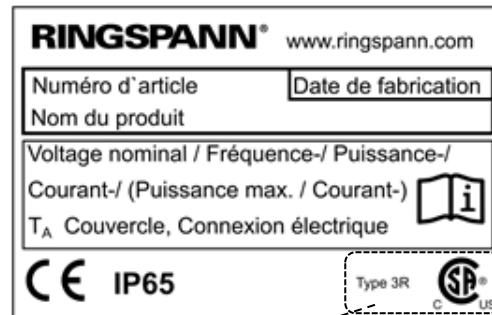 RINGSPANN® www.ringspann.com
Numéro d`article Date de fabrication
Nom du produit
Voltage nominal / Fréquence-/ Puissance-/
Courant-/ (Puissance max. / Courant-)
TA Couvercle, Connexion électrique
i
CE IP65 Type 3R C SA® US